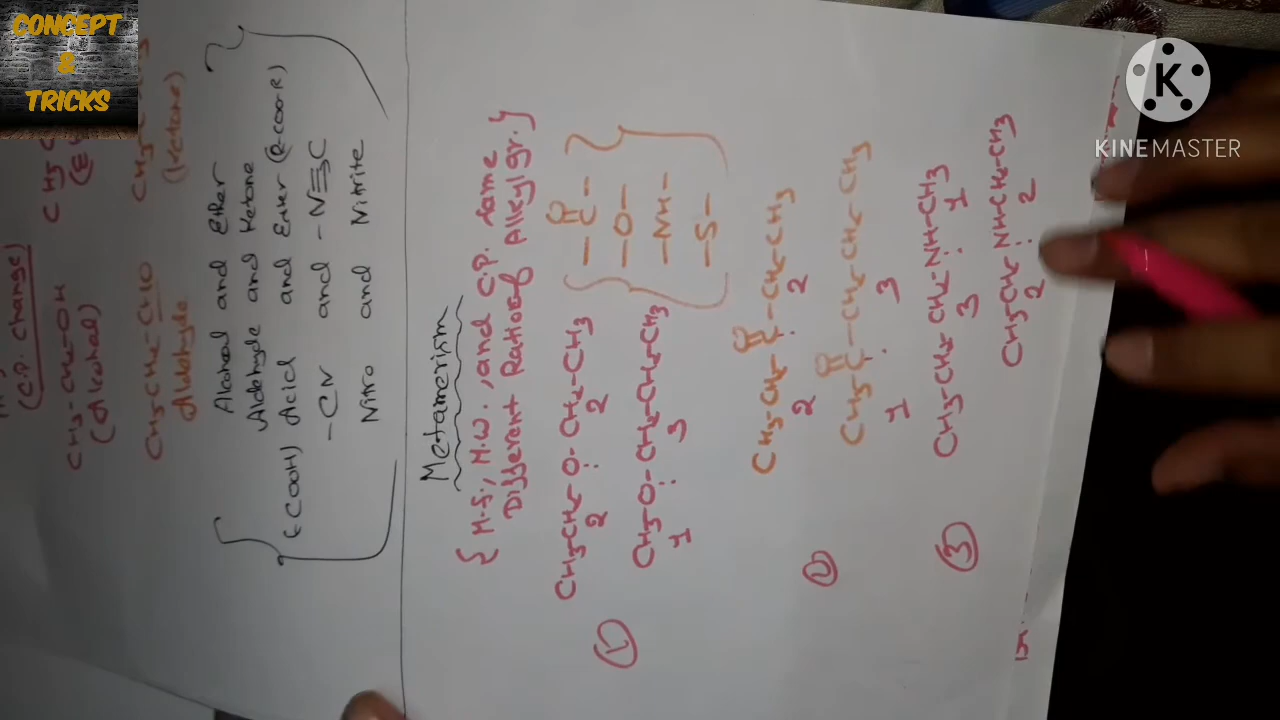 CONCEPT
&
TRICKS
K
KINEMASTER
(C.P. change)
CH3-CH2-OH
(Alcohol)
CH3CH2-CHO
Aldehyde
(Ketone)
Alcohol and Ether
Aldehyde and Ketone
(COOH) Acid and Ester (R-COOR)
-CN and -N≡C
Nitro and Nitrite
Metamerism
{ M.F., M.W., and C.P. same
Different Ratio of Alkyl gr. }
O
-C-
-O-
-NH-
-S-
① CH3-CH2-O-CH2-CH3
2 : 2
CH3-O-CH2-CH2-CH3
1 : 3
② O
CH3-CH2-C-CH2-CH3
2 : 2
O
CH3-C-CH2-CH2-CH3
1 : 3
③ CH3-CH2-CH2-NH-CH3
3 : 1
CH3-CH2-NH-CH2-CH3
2 : 2